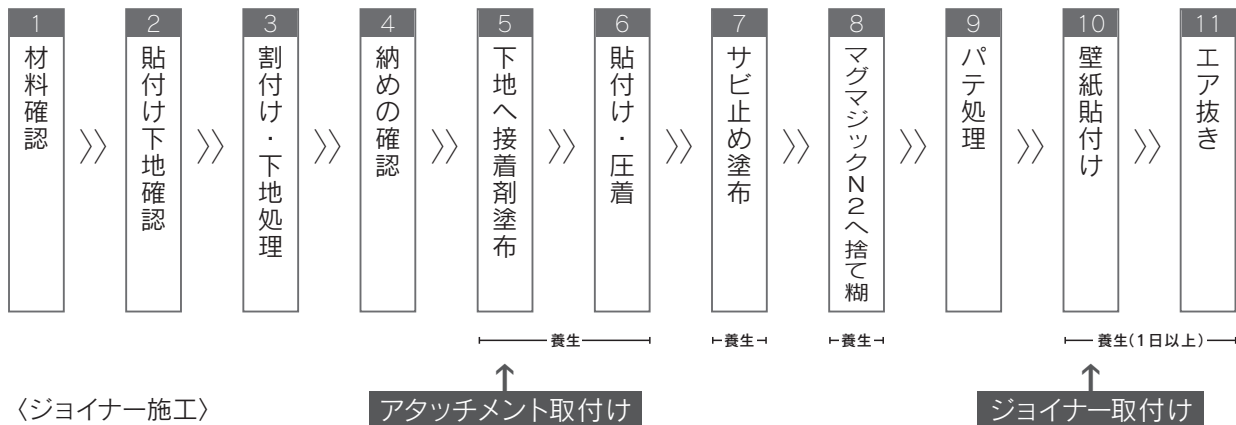 1
材料確認
2
貼付け下地確認
3
割付け・下地処理
4
納めの確認
5
下地へ接着剤塗布
6
貼付け・圧着
7
サビ止め塗布
8
マグマジックN2へ捨て糊
9
パテ処理
10
壁紙貼付け
11
エア抜き
養生
養生
養生
養生(1日以上)
〈ジョイナー施工〉
アタッチメント取付け
ジョイナー取付け